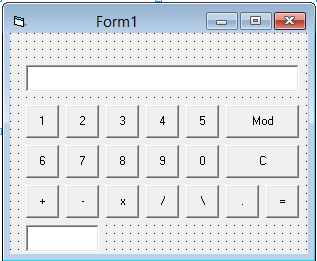 Form1
1 2 3 4 5 Mod
6 7 8 9 0 C
+ - x / \ . =